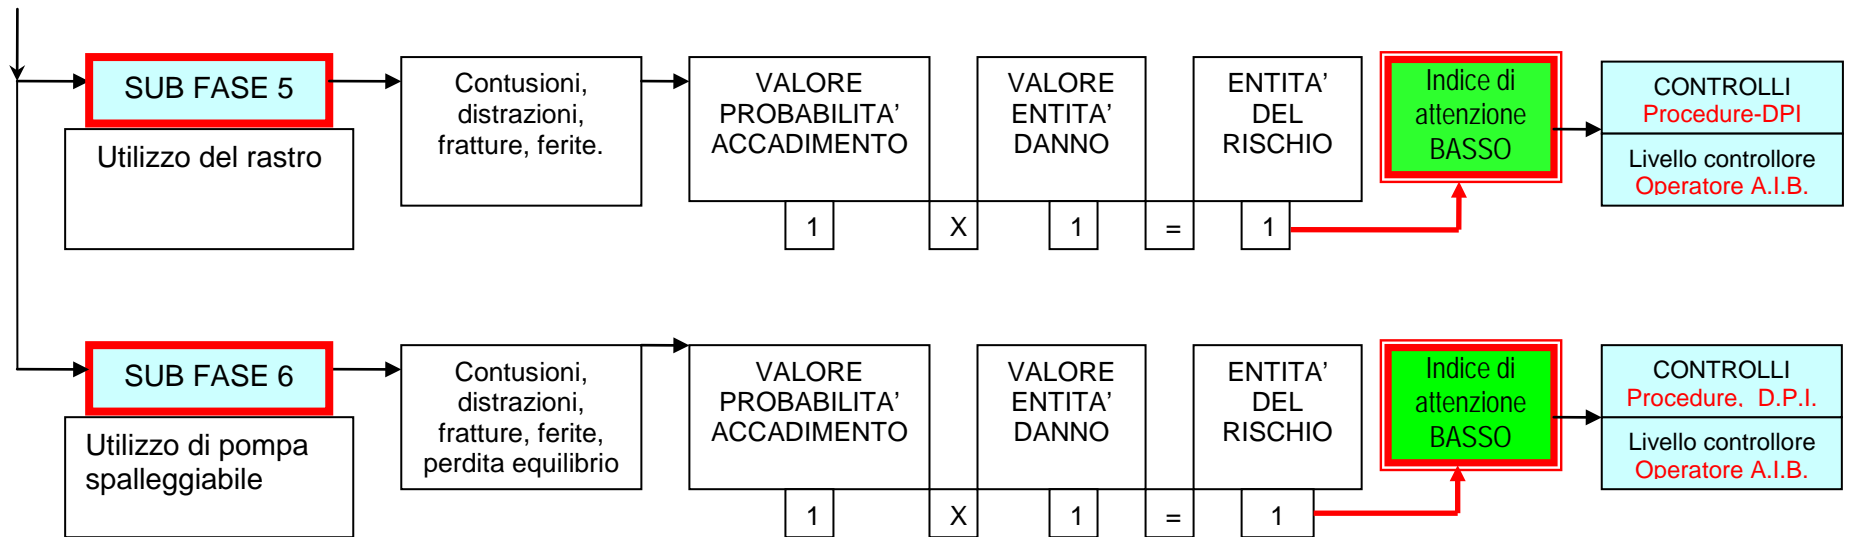 SUB FASE 5
Utilizzo del rastro
Contusioni,
distrazioni,
fratture, ferite.
VALORE
PROBABILITA’
ACCADIMENTO
1
X
VALORE
ENTITA’
DANNO
1
=
ENTITA’
DEL
RISCHIO
1
Indice di
attenzione
BASSO
CONTROLLI
Procedure-DPI
Livello controllore
Operatore A.I.B.
SUB FASE 6
Utilizzo di pompa
spalleggiabile
Contusioni,
distrazioni,
fratture, ferite,
perdita equilibrio
VALORE
PROBABILITA’
ACCADIMENTO
1
X
VALORE
ENTITA’
DANNO
1
=
ENTITA’
DEL
RISCHIO
1
Indice di
attenzione
BASSO
CONTROLLI
Procedure, D.P.I.
Livello controllore
Operatore A.I.B.